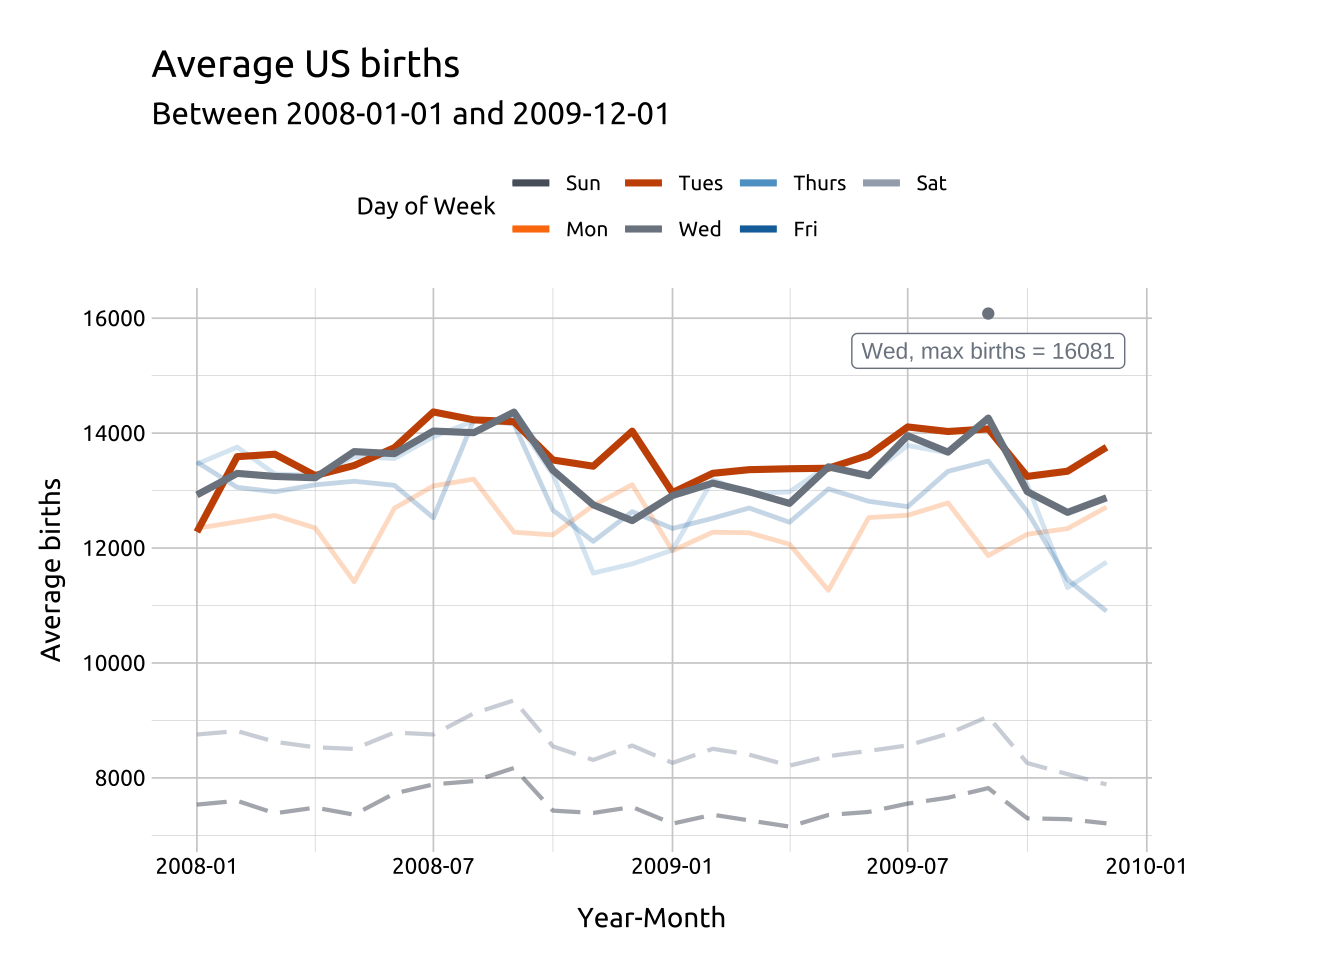 Average US births
Between 2008-01-01 and 2009-12-01
Day of Week
Sun Tues Thurs Sat
Mon Wed Fri
16000
14000
12000
10000
8000
Average births
Wed, max births = 16081
2008-01 2008-07 2009-01 2009-07 2010-01
Year-Month